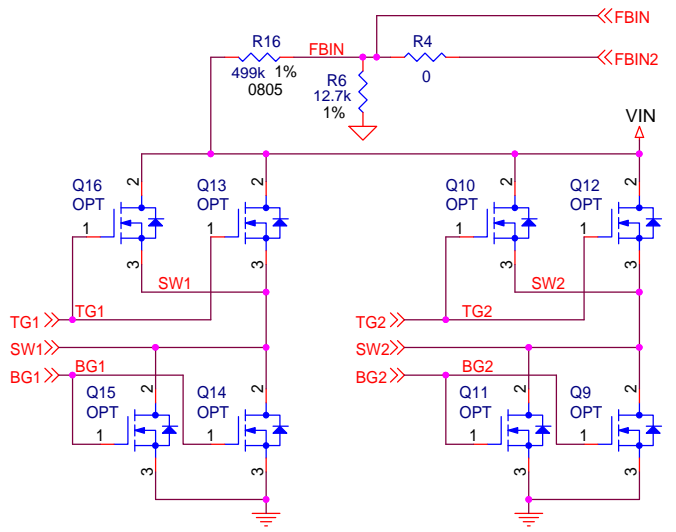 FBIN
R16
FBIN
R4
FBIN2
499k
1%
0805
R6
12.7k
1%
0
VIN
Q16
OPT
2
1
3
Q13
OPT
2
1
3
Q10
OPT
2
1
3
Q12
OPT
2
1
3
SW1
SW2
TG1
TG1
TG2
TG2
SW1
SW2
BG1
BG1
BG2
BG2
Q15
OPT
2
1
3
Q14
OPT
2
1
3
Q11
OPT
2
1
3
Q9
OPT
2
1
3